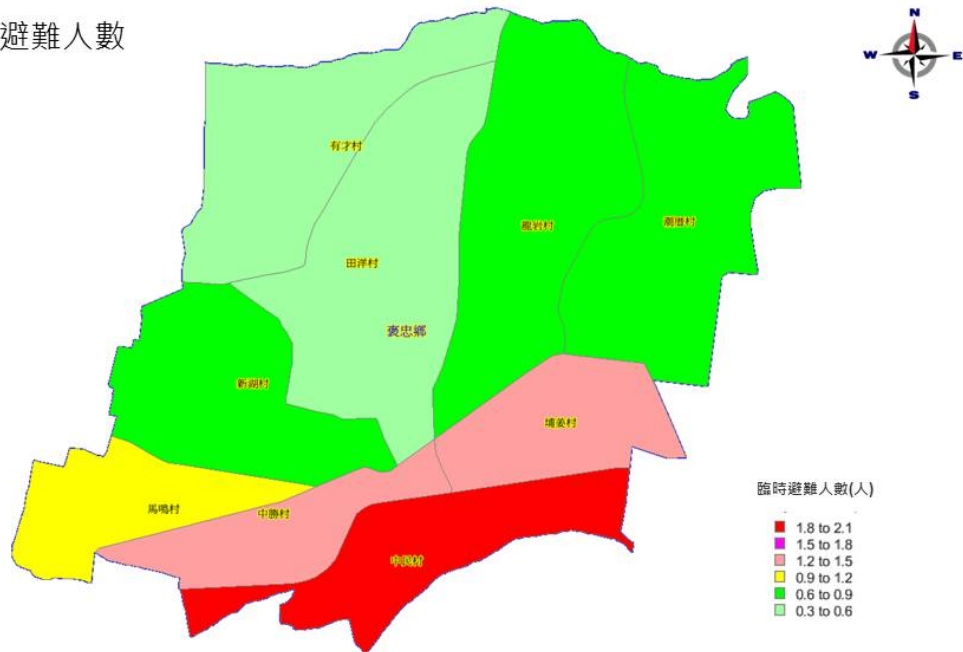 避難人數
N
W E
S
有才村
潮厝村
龍岩村
田洋村
褒忠鄉
新湖村
埔姜村
馬鳴村
中勝村
中民村
臨時避難人數(人)
1.8 to 2.1
1.5 to 1.8
1.2 to 1.5
0.9 to 1.2
0.6 to 0.9
0.3 to 0.6